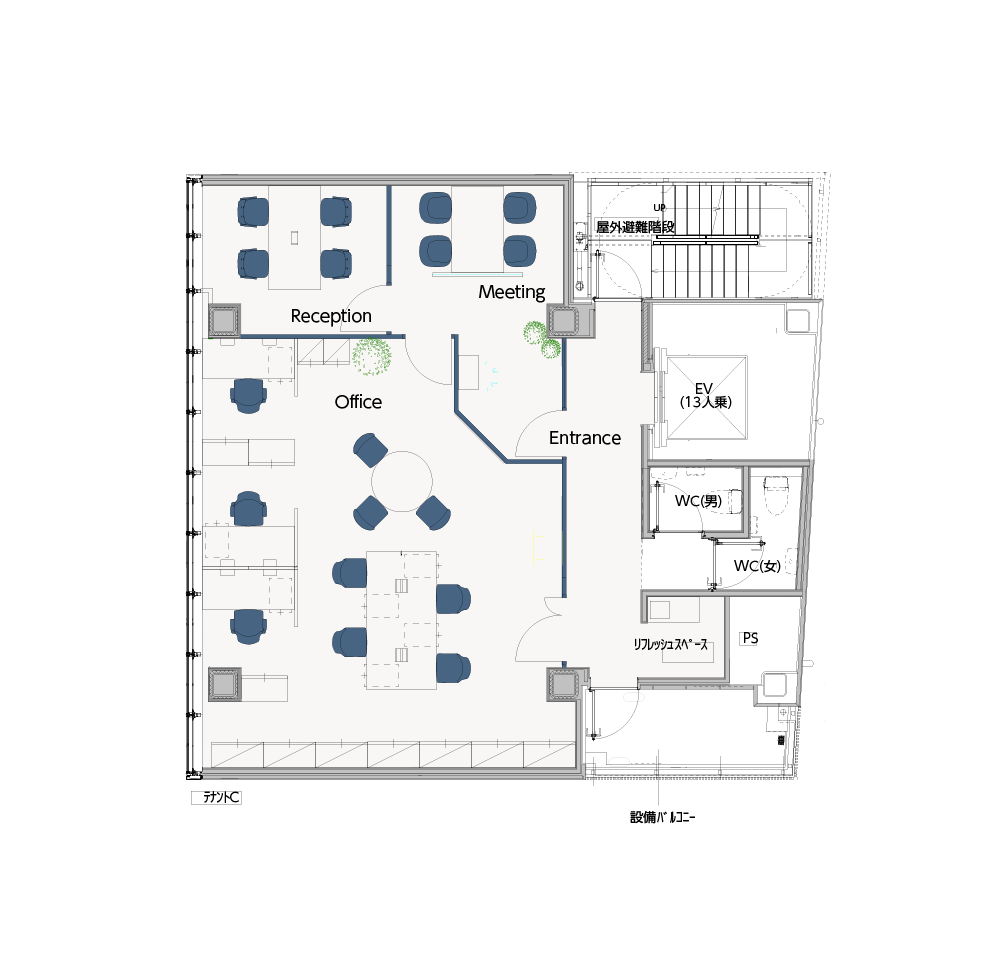 UP
屋外避難階段
Meeting
Reception
EV
(13人乗)
Office
Entrance
WC(男)
WC(女)
PS
ﾘﾌﾚｯｼｭｽﾍﾟｰｽ
ﾃﾅﾝﾄC
設備ﾊﾞﾙｺﾆｰ